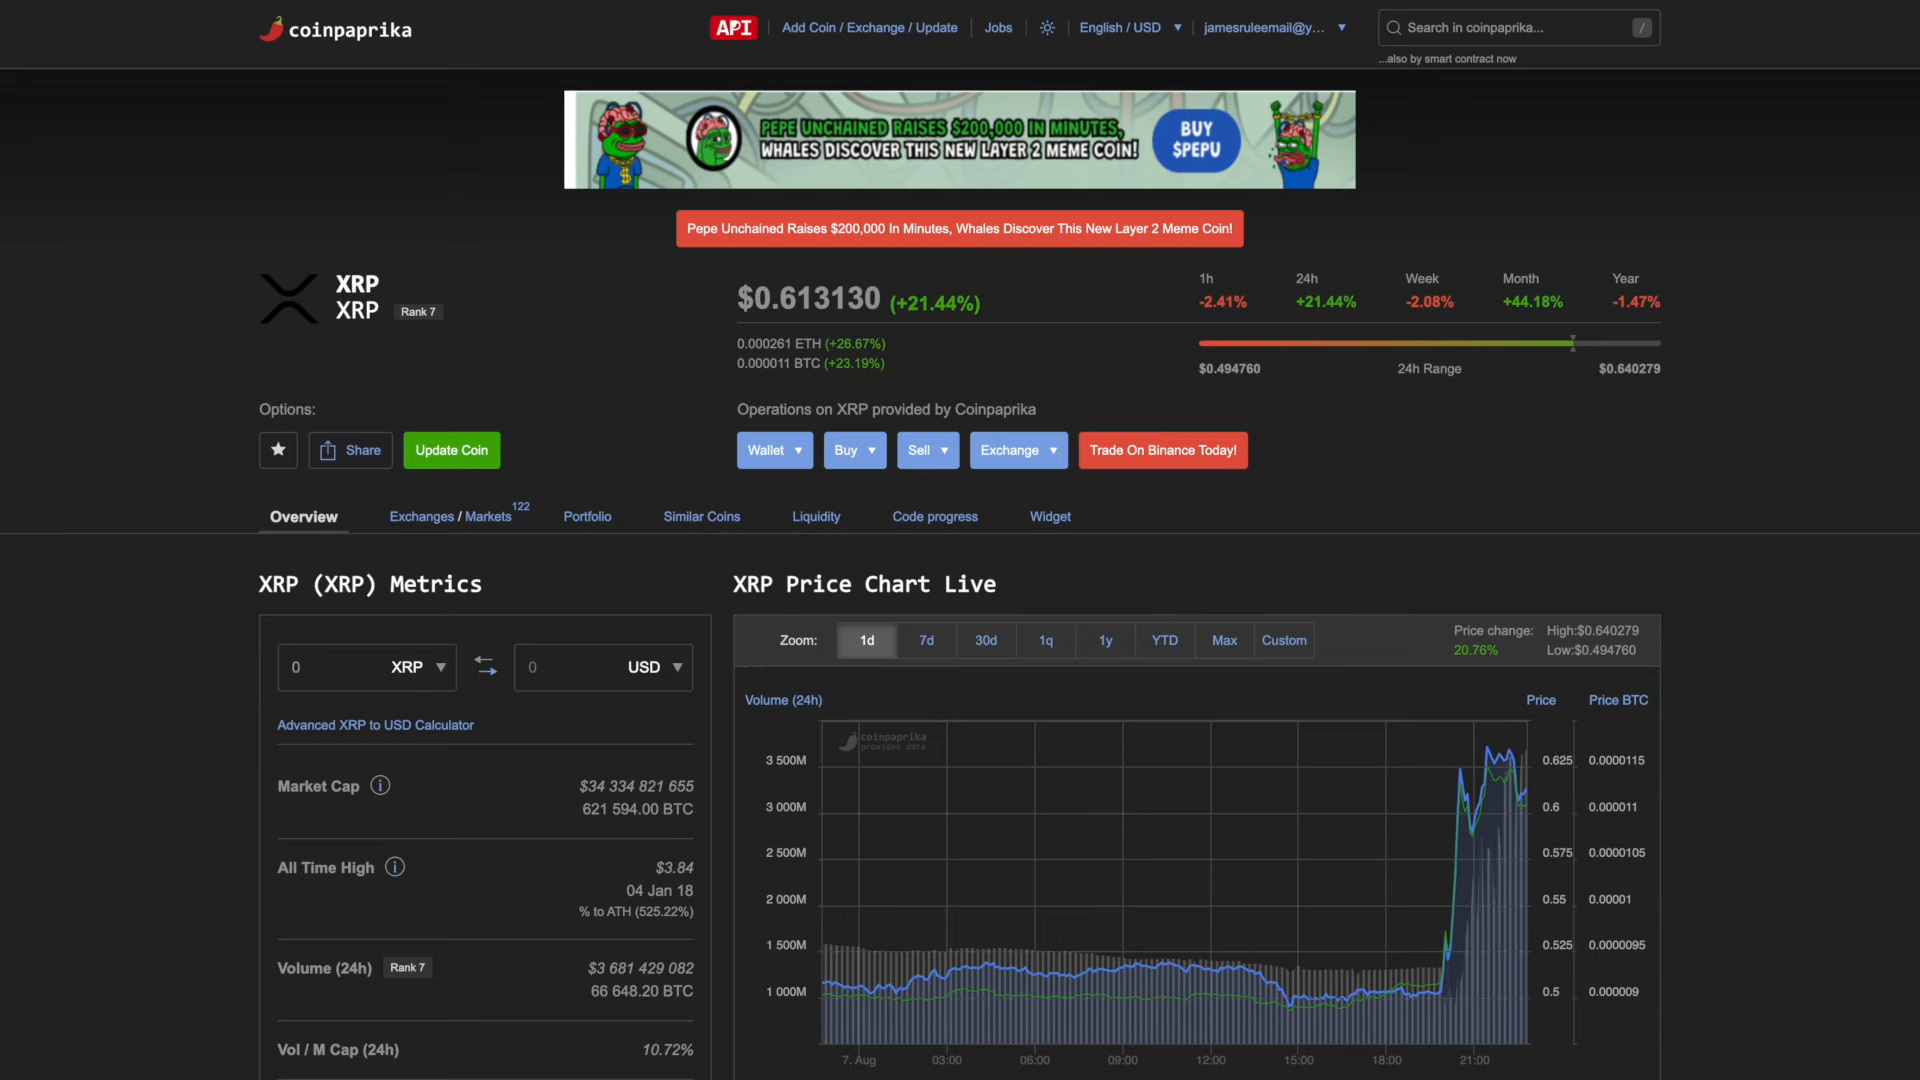 coinpaprika
API
Add Coin / Exchange / Update
Jobs
English / USD ▼
jamesruleemail@y... ▼
Search in coinpaprika...
/
...also by smart contract now
PEPE UNCHAINED RAISES $200,000 IN MINUTES,
WHALES DISCOVER THIS NEW LAYER 2 MEME COIN!
BUY
$PEPU
Pepe Unchained Raises $200,000 In Minutes, Whales Discover This New Layer 2 Meme Coin!
XRP
XRP Rank 7
$0.613130 (+21.44%)
0.000261 ETH (+26.67%)
0.000011 BTC (+23.19%)
1h 24h Week Month Year
-2.41% +21.44% -2.08% +44.18% -1.47%
$0.494760 24h Range $0.640279
Options:
Share
Update Coin
Operations on XRP provided by Coinpaprika
Wallet ▼ Buy ▼ Sell ▼ Exchange ▼ Trade On Binance Today!
Overview Exchanges / Markets 122 Portfolio Similar Coins Liquidity Code progress Widget
XRP (XRP) Metrics
0 XRP ▼
0 USD ▼
Advanced XRP to USD Calculator
Market Cap i $34 334 821 655
621 594.00 BTC
All Time High i $3.84
04 Jan 18
% to ATH (525.22%)
Volume (24h) Rank 7 $3 681 429 082
66 648.20 BTC
Vol / M Cap (24h) 10.72%
XRP Price Chart Live
Zoom: 1d 7d 30d 1q 1y YTD Max Custom
Price change: High:$0.640279
20.76% Low:$0.494760
Volume (24h) Price Price BTC
coinpaprika
provides data
3 500M 0.625 0.0000115
3 000M 0.6 0.000011
2 500M 0.575 0.0000105
2 000M 0.55 0.00001
1 500M 0.525 0.0000095
1 000M 0.5 0.000009
7. Aug 03:00 06:00 09:00 12:00 15:00 18:00 21:00